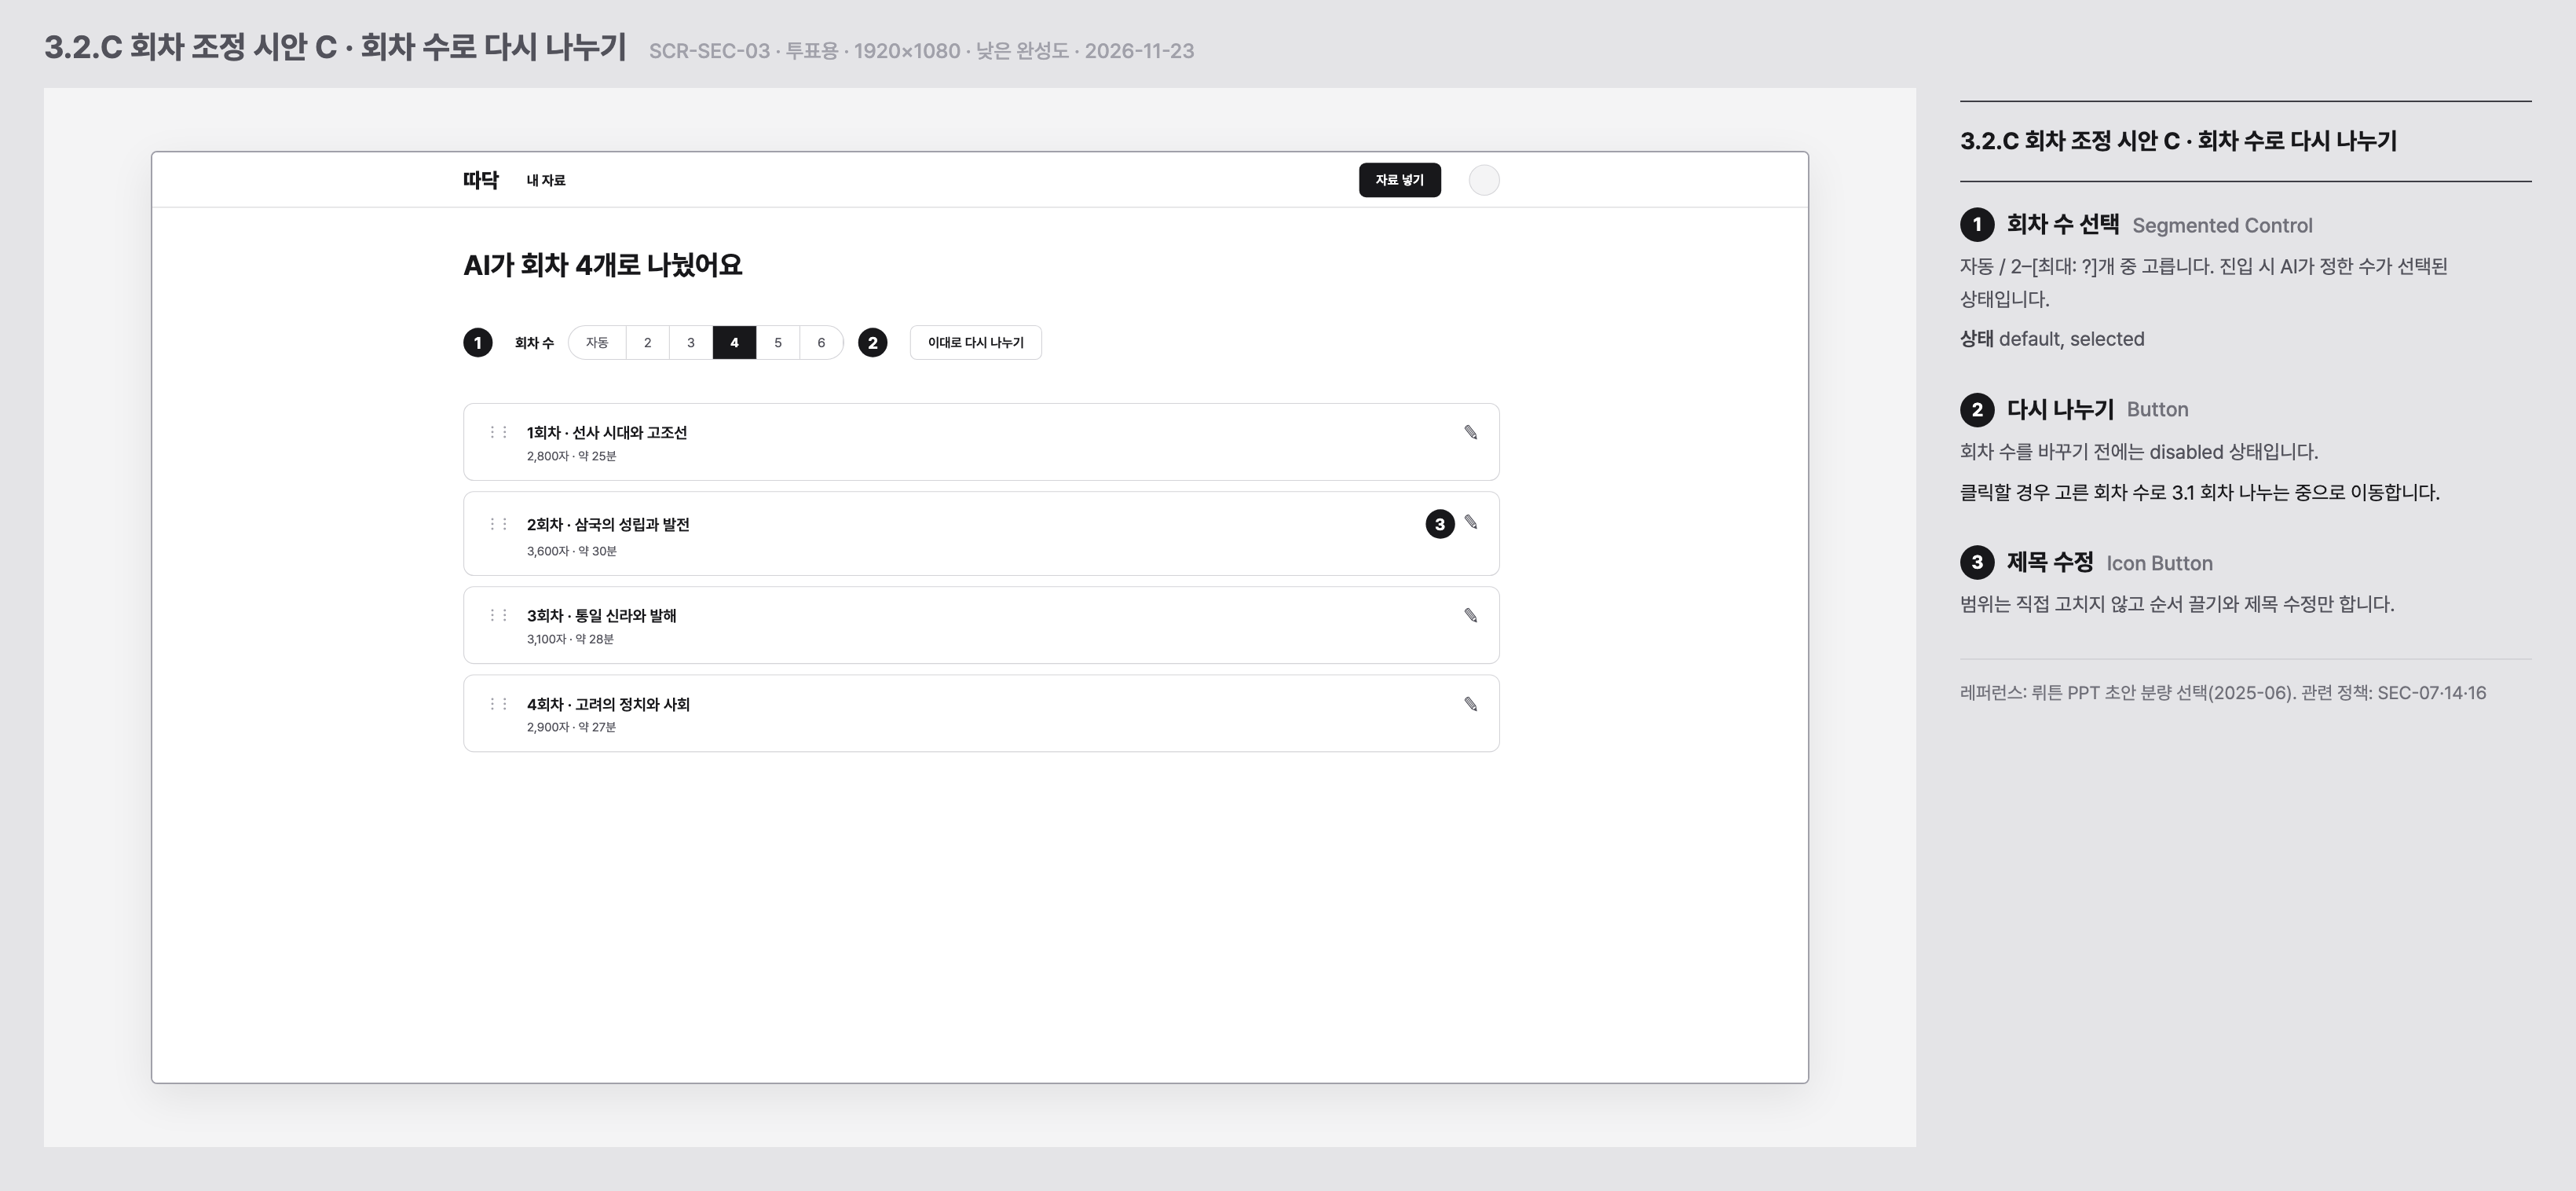 3.2.C 회차 조정 시안 C · 회차 수로 다시 나누기 SCR-SEC-03 · 투표용 · 1920×1080 · 낮은 완성도 · 2026-11-23
따닥 내 자료 자료 넣기
AI가 회차 4개로 나눴어요
1 회차 수 자동 2 3 4 5 6 2 이대로 다시 나누기
1회차 · 선사 시대와 고조선
2,800자 · 약 25분
2회차 · 삼국의 성립과 발전 3
3,600자 · 약 30분
3회차 · 통일 신라와 발해
3,100자 · 약 28분
4회차 · 고려의 정치와 사회
2,900자 · 약 27분
3.2.C 회차 조정 시안 C · 회차 수로 다시 나누기
1 회차 수 선택 Segmented Control
자동 / 2–[최대: ?]개 중 고릅니다. 진입 시 AI가 정한 수가 선택된
상태입니다.
상태 default, selected
2 다시 나누기 Button
회차 수를 바꾸기 전에는 disabled 상태입니다.
클릭할 경우 고른 회차 수로 3.1 회차 나누는 중으로 이동합니다.
3 제목 수정 Icon Button
범위는 직접 고치지 않고 순서 끌기와 제목 수정만 합니다.
레퍼런스: 뤼튼 PPT 초안 분량 선택(2025-06). 관련 정책: SEC-07·14·16